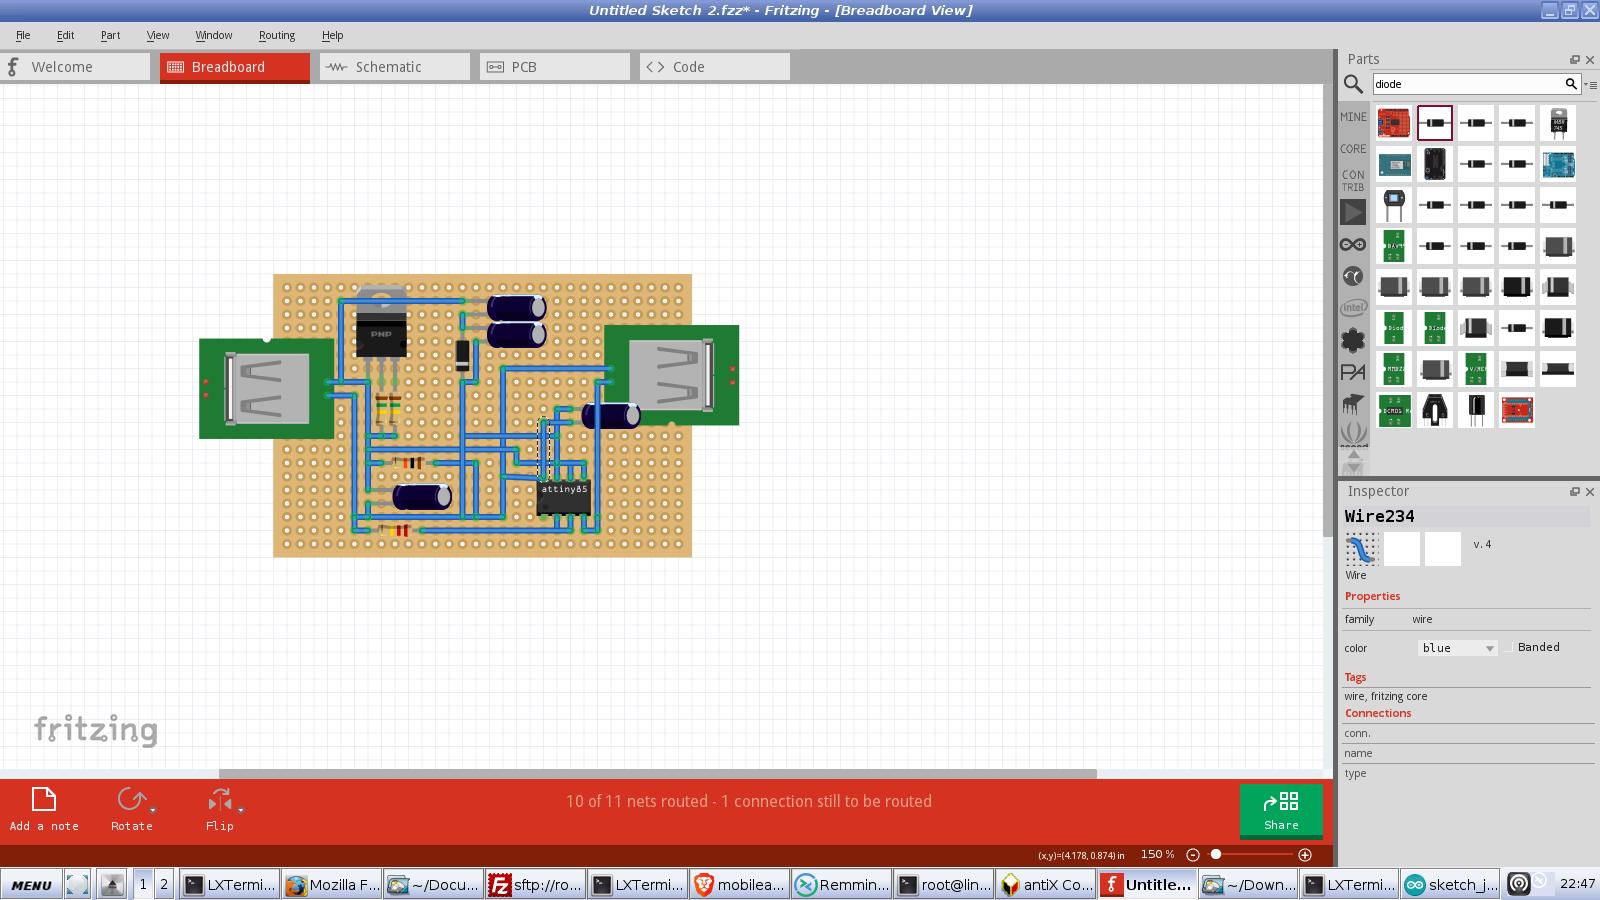 Untitled Sketch 2.fzz* - Fritzing - [Breadboard View]
File Edit Part View Window Routing Help
Welcome Breadboard Schematic PCB Code
Parts
diode
MINE
CORE
CON
TRIB
intel
PA
PNP
attiny85
fritzing
Inspector
Wire234
v.4
Wire
Properties
family wire
color blue Banded
Tags
wire, fritzing core
Connections
conn.
name
type
Add a note Rotate Flip
10 of 11 nets routed - 1 connection still to be routed
Share
(x,y)=(4.178, 0.874) in 150 %
MENU 1 2 LXTermi... Mozilla F... ~/Docu... sftp://ro... LXTermi... mobilea... Remmin... root@lin... antiX Co... Untitle... ~/Down... LXTermi... sketch_j... 22:47